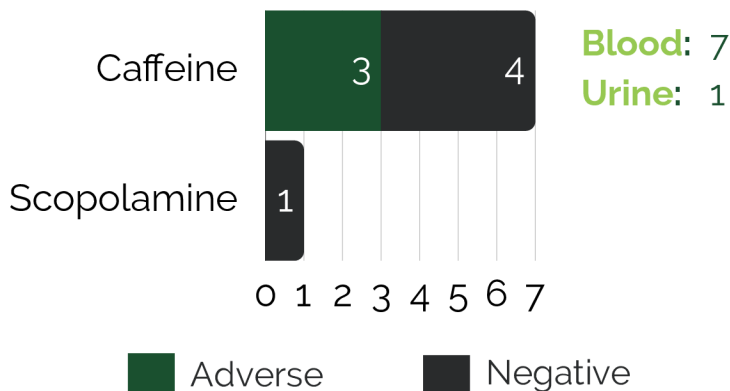 Caffeine 3 4
Blood: 7
Urine: 1
Scopolamine 1
0 1 2 3 4 5 6 7
Adverse Negative